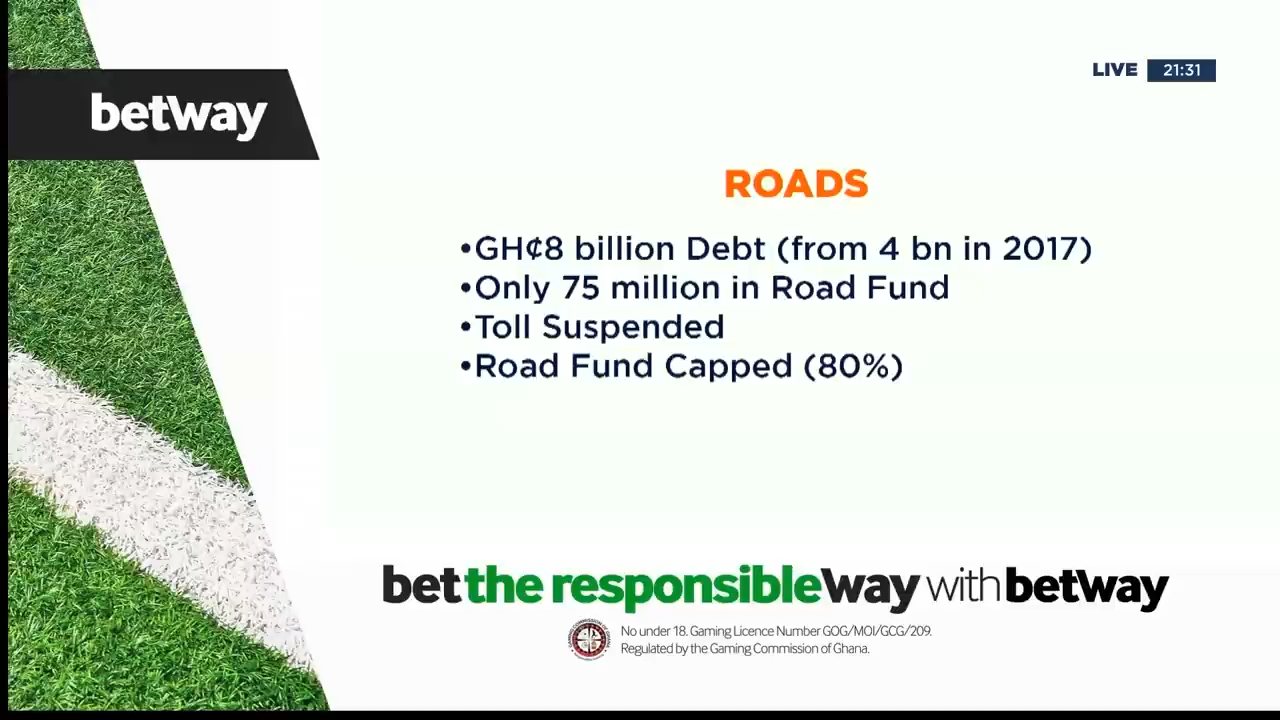 betway
LIVE 21:31
ROADS
•GH¢8 billion Debt (from 4 bn in 2017)
•Only 75 million in Road Fund
•Toll Suspended
•Road Fund Capped (80%)
bet the responsible way with betway
No under 18. Gaming Licence Number GOG/MOI/GCG/209.
Regulated by the Gaming Commission of Ghana.